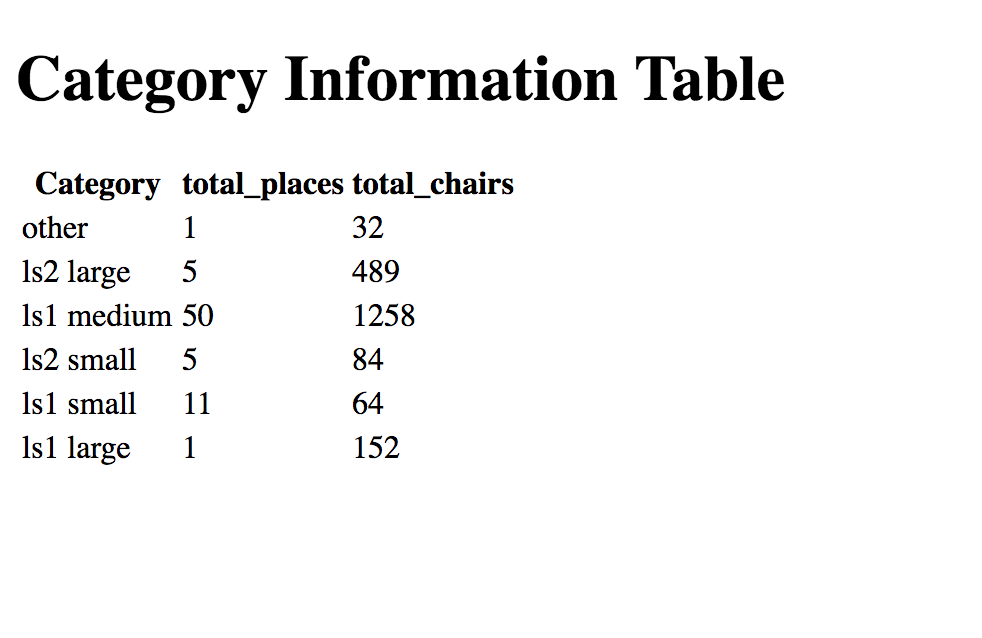 Category Information Table
Category total_places total_chairs
other 1 32
ls2 large 5 489
ls1 medium 50 1258
ls2 small 5 84
ls1 small 11 64
ls1 large 1 152